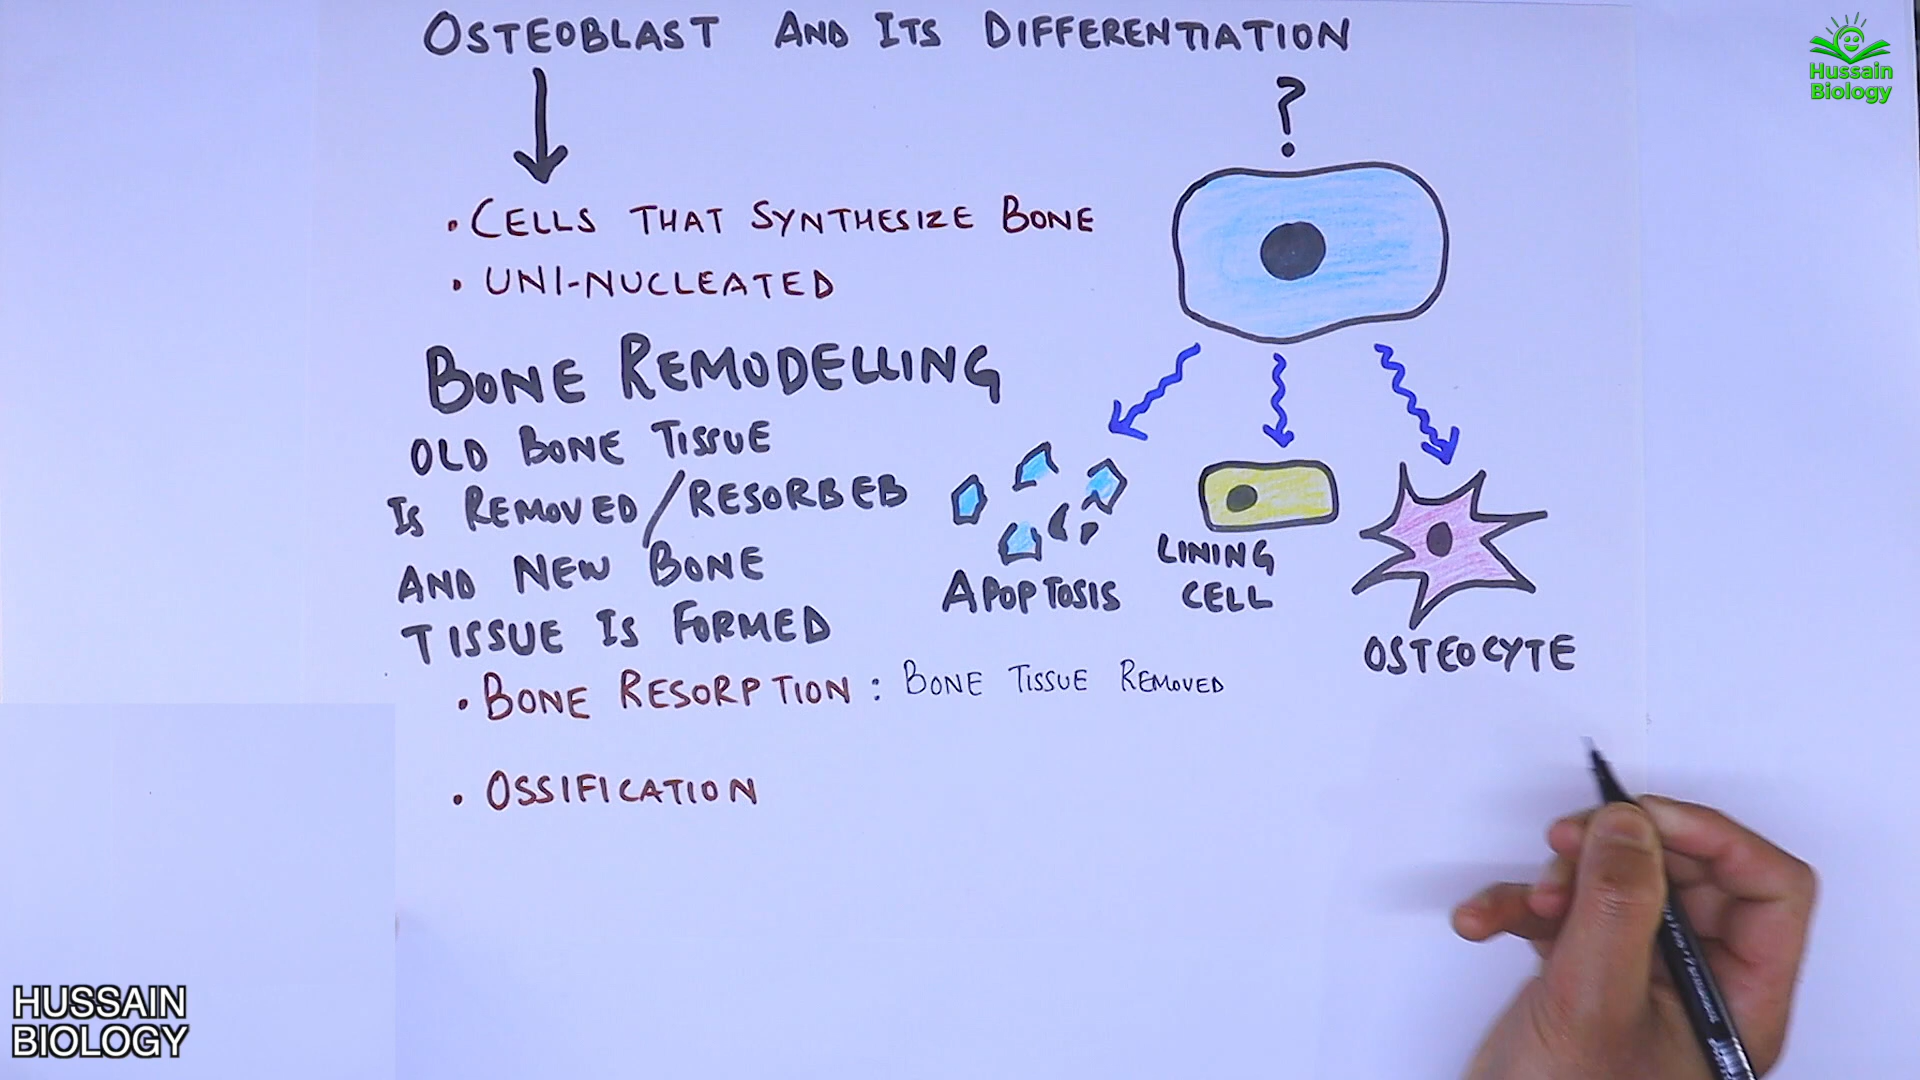 OSTEOBLAST AND ITS DIFFERENTIATION
Hussain
Biology
?
• CELLS THAT SYNTHESIZE BONE
• UNI-NUCLEATED
BONE REMODELLING
OLD BONE TISSUE
IS REMOVED/RESORBEB
AND NEW BONE
TISSUE IS FORMED
APOPTOSIS
LINING
CELL
OSTEOCYTE
• BONE RESORPTION : BONE TISSUE REMOVED
• OSSIFICATION
HUSSAIN
BIOLOGY